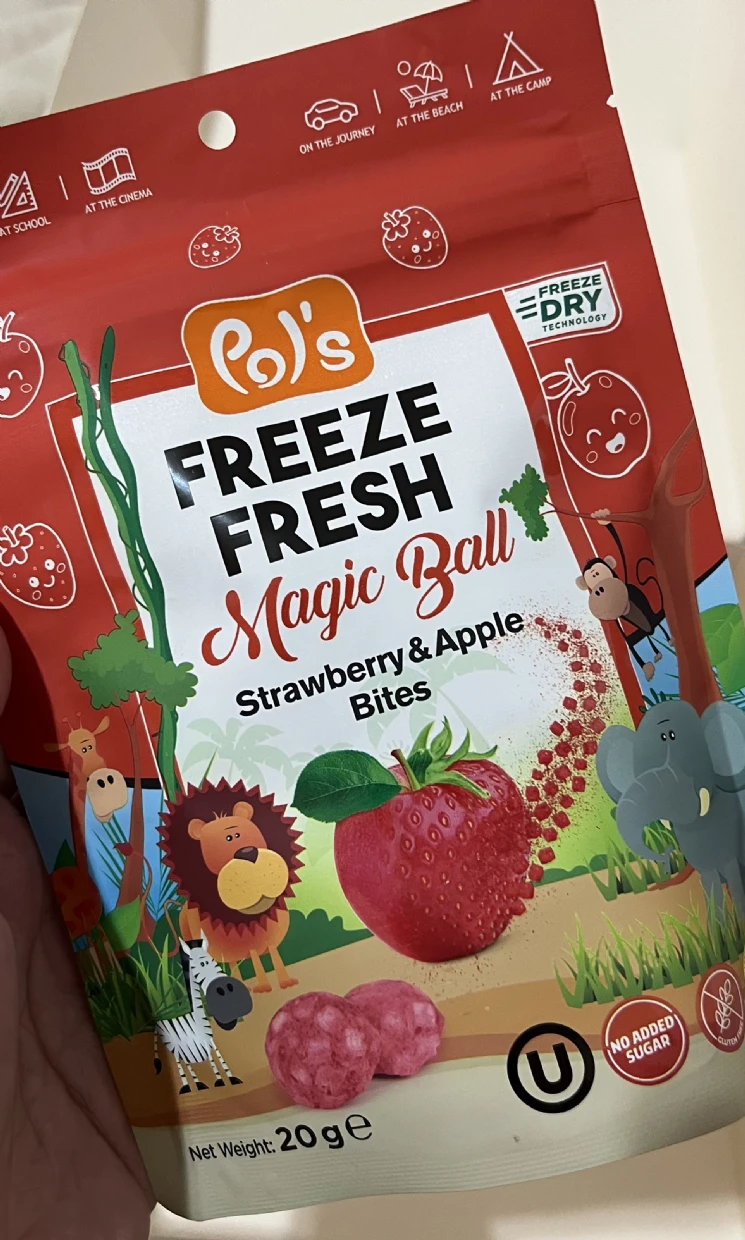 AT SCHOOL
AT THE CINEMA
ON THE JOURNEY
AT THE BEACH
AT THE CAMP
FREEZE
DRY
TECHNOLOGY
Pol's
FREEZE
FRESH
Magic Ball
Strawberry & Apple
Bites
U
NO ADDED
SUGAR
GLUTEN
Net Weight: 20 g ℮